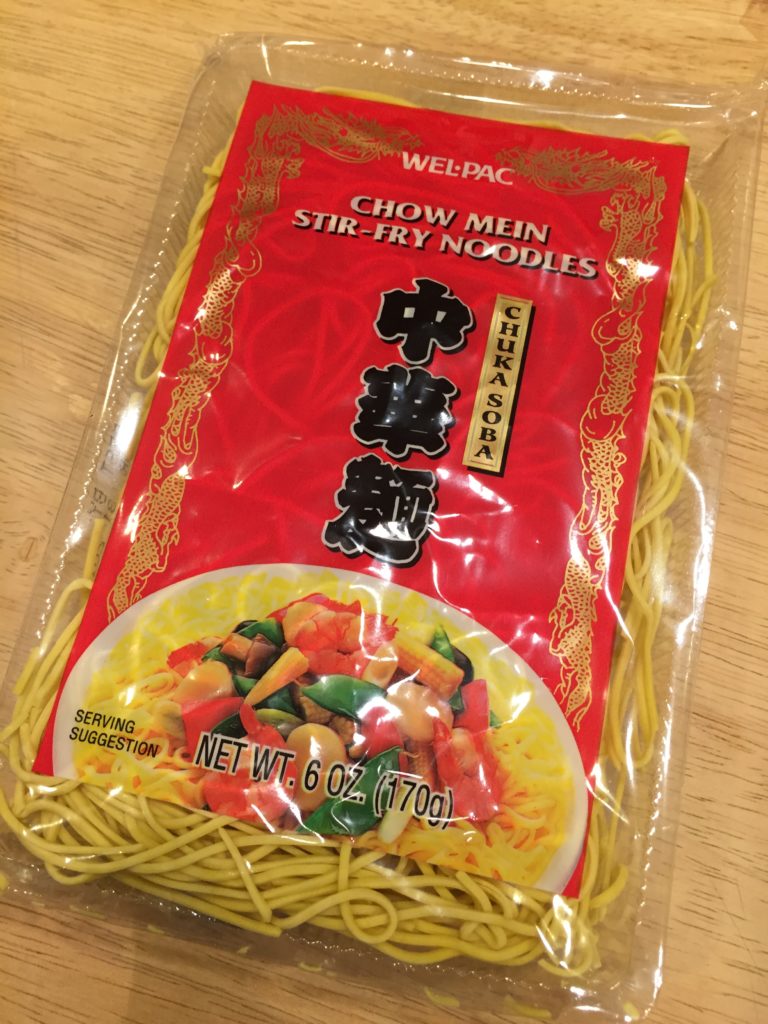 WEL·PAC
CHOW MEIN
STIR-FRY NOODLES
中華麺
CHUKA SOBA
SERVING
SUGGESTION
NET WT. 6 OZ. (170g)